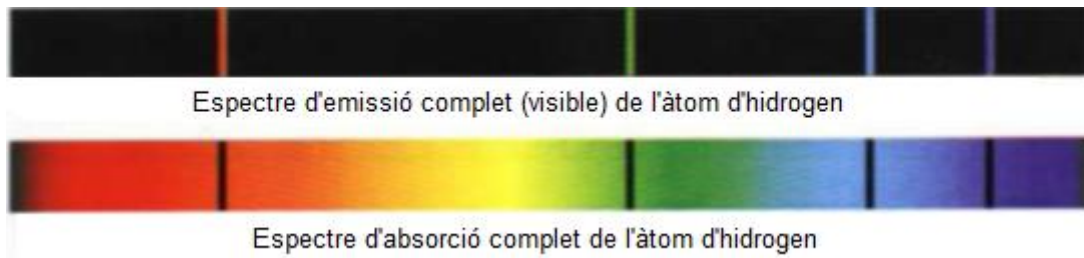 Espectre d'emissió complet (visible) de l'àtom d'hidrogen
Espectre d'absorció complet de l'àtom d'hidrogen